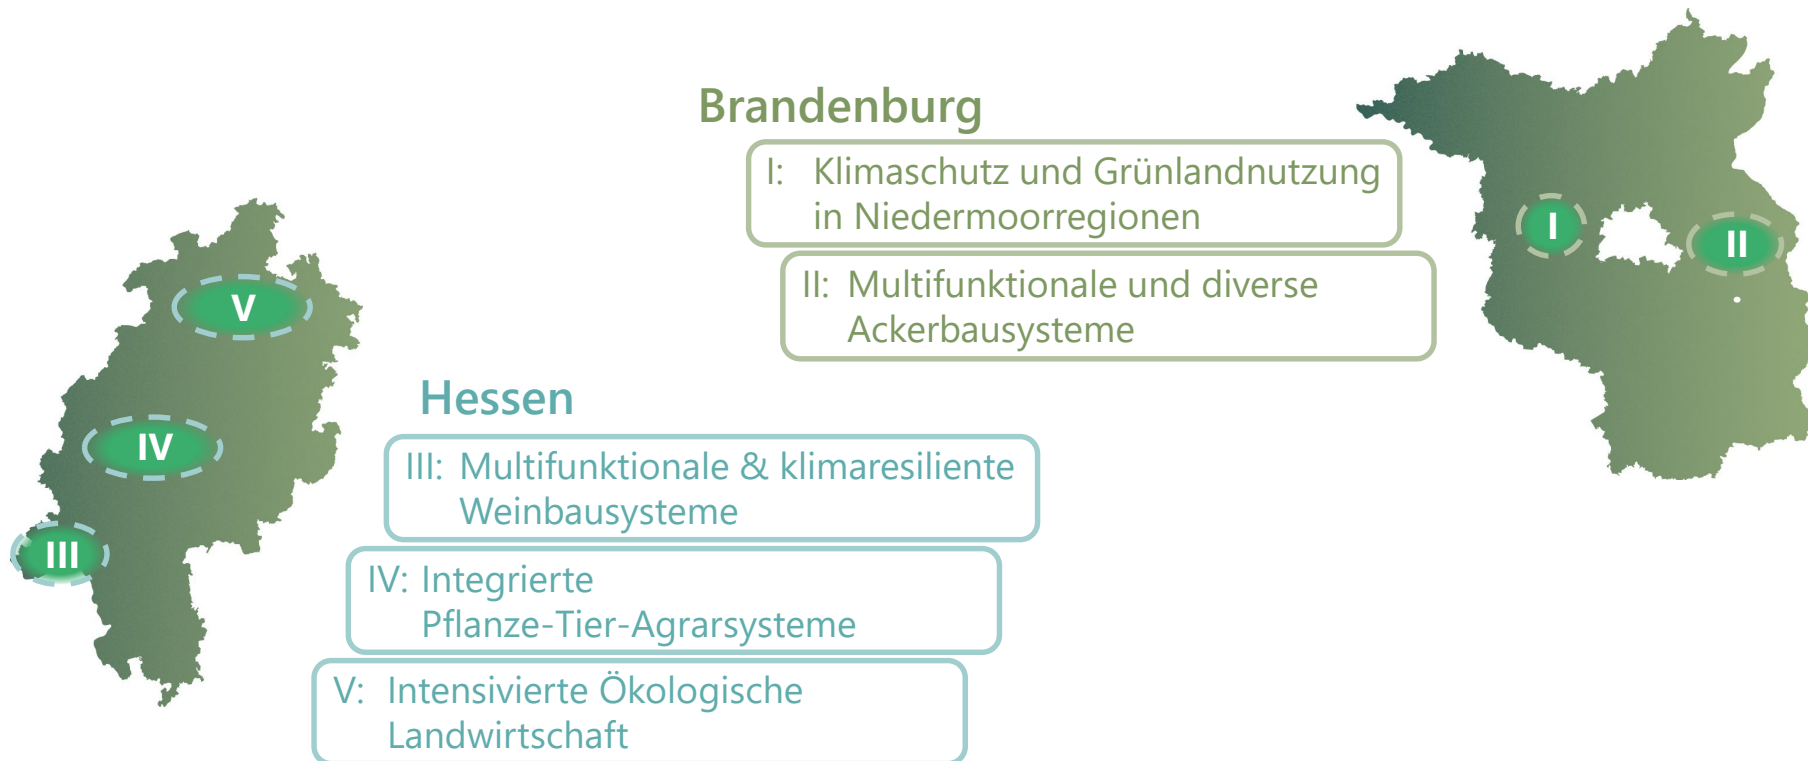 Brandenburg
I: Klimaschutz und Grünlandnutzung
in Niedermoorregionen
II: Multifunktionale und diverse
Ackerbausysteme
I
II
Hessen
III: Multifunktionale & klimaresiliente
Weinbausysteme
IV: Integrierte
Pflanze-Tier-Agrarsysteme
V: Intensivierte Ökologische
Landwirtschaft
V
IV
III